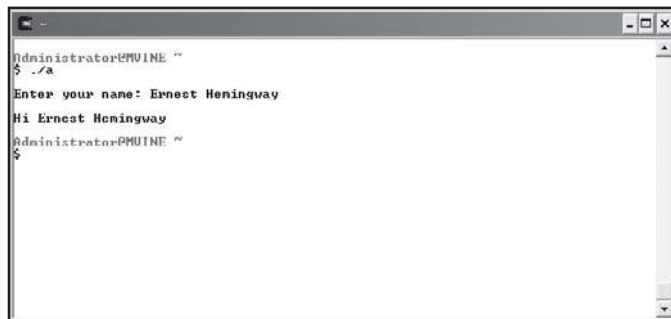 ~
Administrator@MVINE ~
$ ./a
Enter your name: Ernest Hemingway
Hi Ernest Hemingway
Administrator@MVINE ~
$